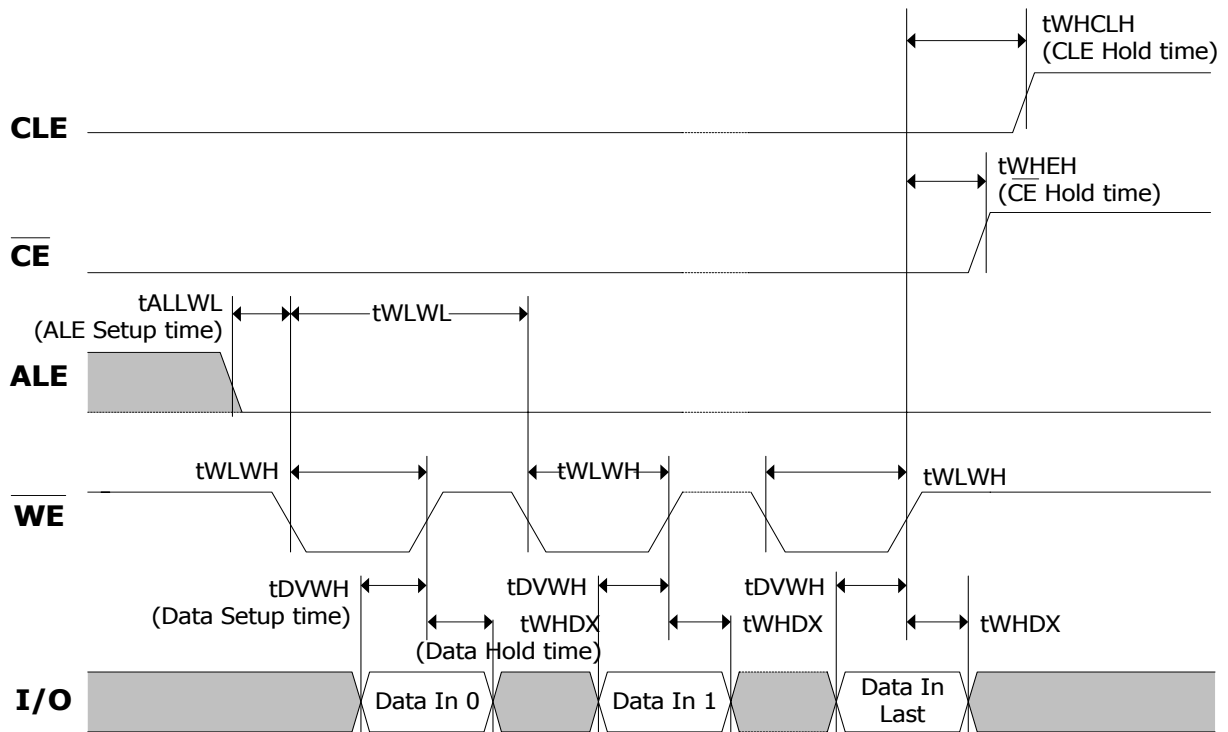 tWHCLH
(CLE Hold time)
CLE
tWHEH
(CE Hold time)
CE
tALLWL
(ALE Setup time)
tWLWL
ALE
tWLWH
tWLWH
tWLWH
WE
tDVWH
(Data Setup time)
tDVWH
tDVWH
tWHDX
(Data Hold time)
tWHDX
tWHDX
I/O
Data In 0
Data In 1
Data In
Last